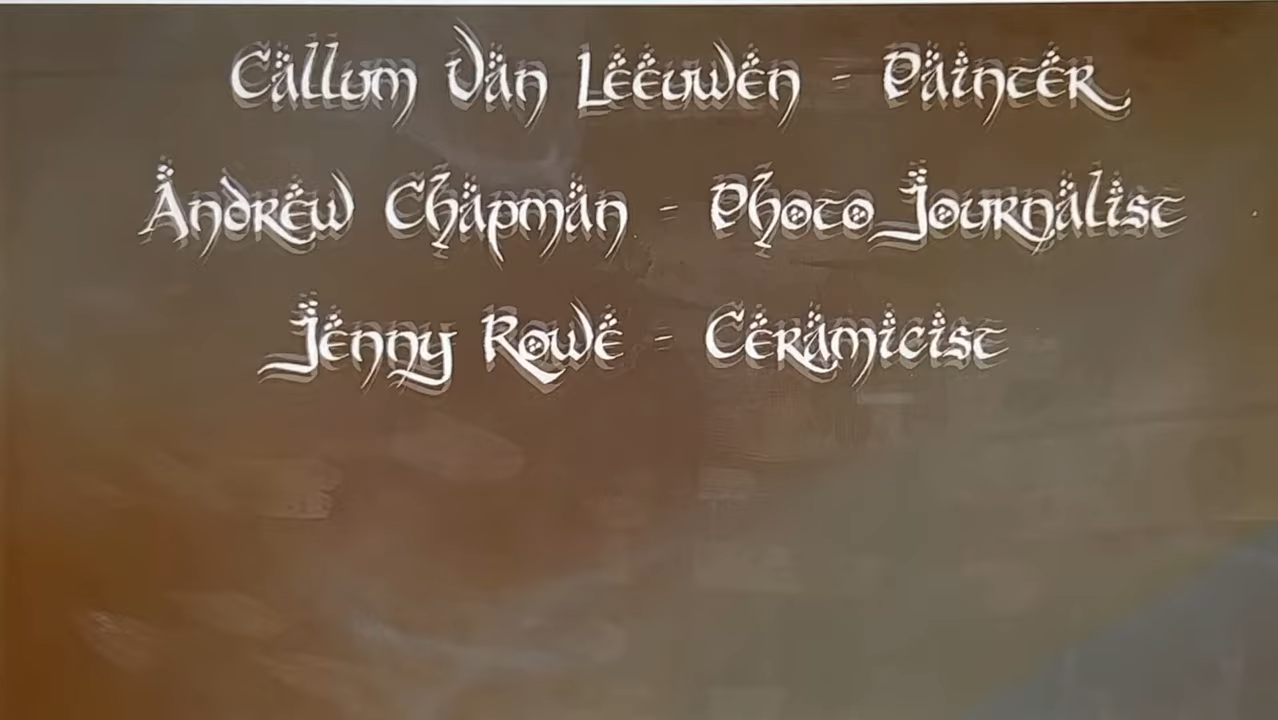 Callum Van Leeuwen - Painter
Andrew Chapman - Photo Journalist
Jenny Rowe - Ceramicist